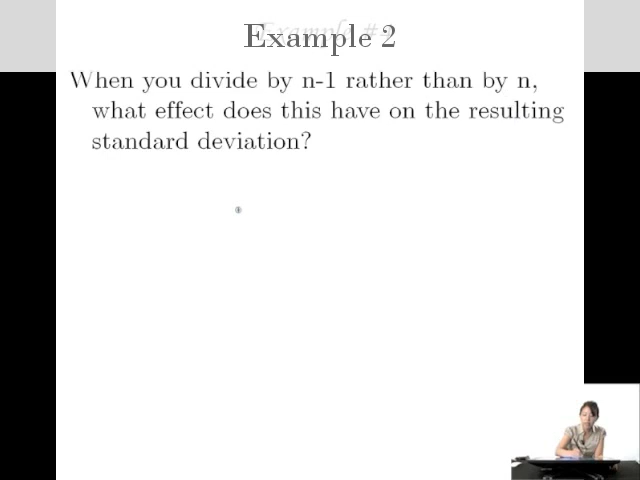 Example 2
When you divide by n-1 rather than by n,
what effect does this have on the resulting
standard deviation?